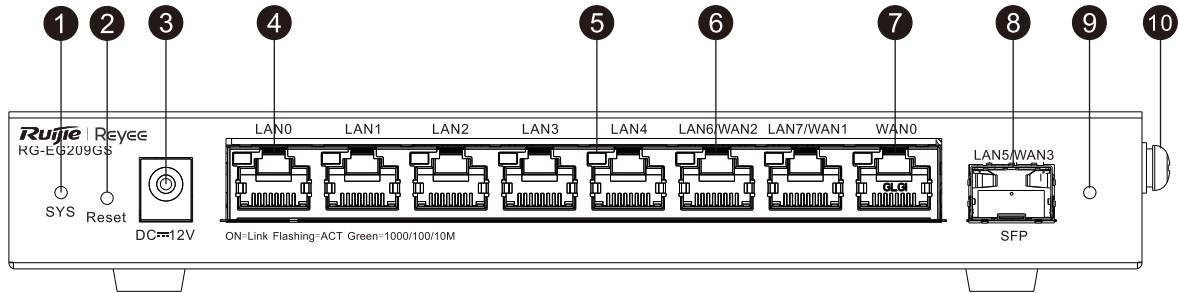 1 2 3 4 5 6 7 8 9 10
Ruijie | Reyee
RG-EG209GS
LAN0 LAN1 LAN2 LAN3 LAN4 LAN6/WAN2 LAN7/WAN1 WAN0
LAN5/WAN3
GLGI
SYS
Reset
DC⎓12V
ON=Link Flashing=ACT Green=1000/100/10M
SFP